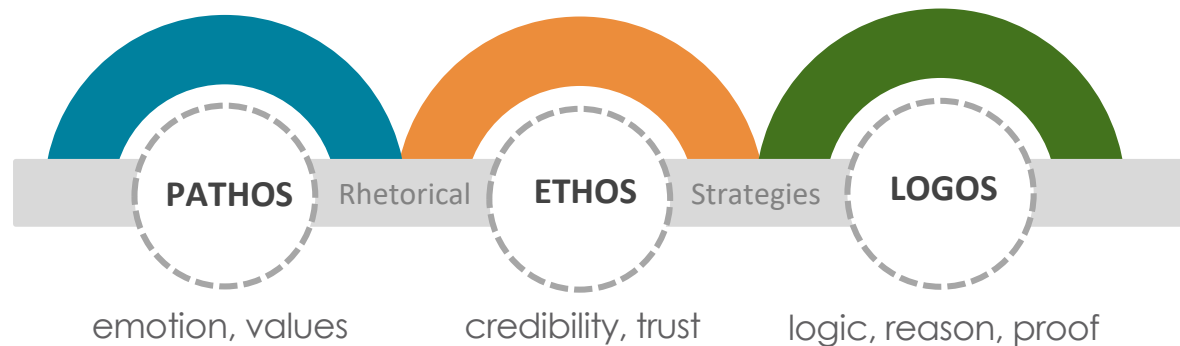 PATHOS Rhetorical ETHOS Strategies LOGOS
emotion, values credibility, trust logic, reason, proof